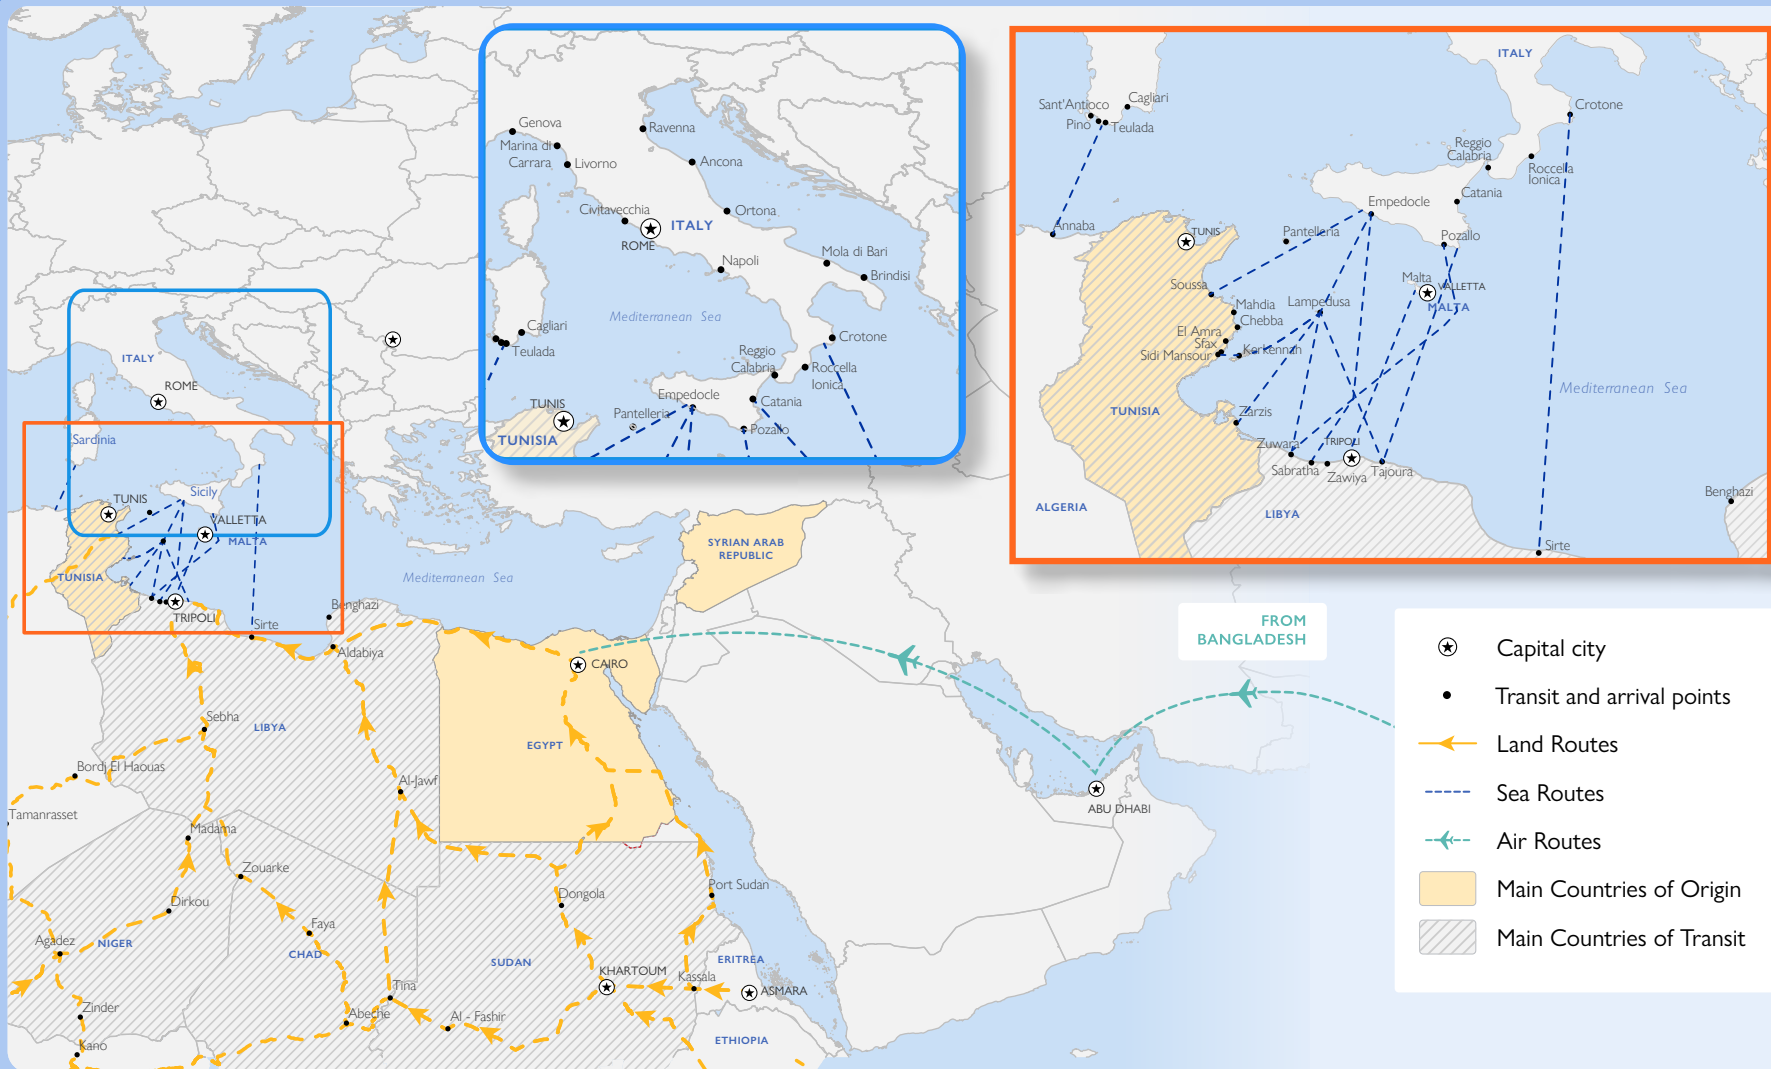 Genova
Marina di
Carrara
Livorno
Ravenna
Ancona
Civitavecchia
ROME
ITALY
Ortona
Napoli
Mola di Bari
Brindisi
Mediterranean Sea
Cagliari
Teulada
Crotone
Reggio
Calabria
Roccella
Ionica
Empedocle
Catania
Pantelleria
Pozallo
TUNIS
TUNISIA
ITALY
Sant'Antioco
Cagliari
Pino
Teulada
Crotone
Reggio
Calabria
Roccella
Ionica
Catania
Empedocle
Annaba
TUNIS
Pantelleria
Pozallo
Malta
VALLETTA
MALTA
Soussa
Mahdia
Chebba
Lampedusa
El Amra
Sfax
Sidi Mansour
Kerkennah
Mediterranean Sea
TUNISIA
Zarzis
Zuwara
TRIPOLI
Sabratha
Zawiya
Tajoura
Benghazi
ALGERIA
LIBYA
Sirte
ITALY
ROME
Sardinia
Sicily
TUNIS
VALLETTA
MALTA
TUNISIA
Mediterranean Sea
TRIPOLI
Benghazi
Sirte
Aldabiya
SYRIAN ARAB
REPUBLIC
CAIRO
FROM
BANGLADESH
Sebha
LIBYA
EGYPT
Bordj El Haouas
Al-Jawf
ABU DHABI
Tamanrasset
Madama
Zouarke
Dirkou
Faya
Dongola
Port Sudan
Agadez
NIGER
CHAD
SUDAN
ERITREA
KHARTOUM
Kassala
ASMARA
Tina
Zinder
Abeche
Al - Fashir
Kano
ETHIOPIA
Capital city
Transit and arrival points
Land Routes
Sea Routes
Air Routes
Main Countries of Origin
Main Countries of Transit